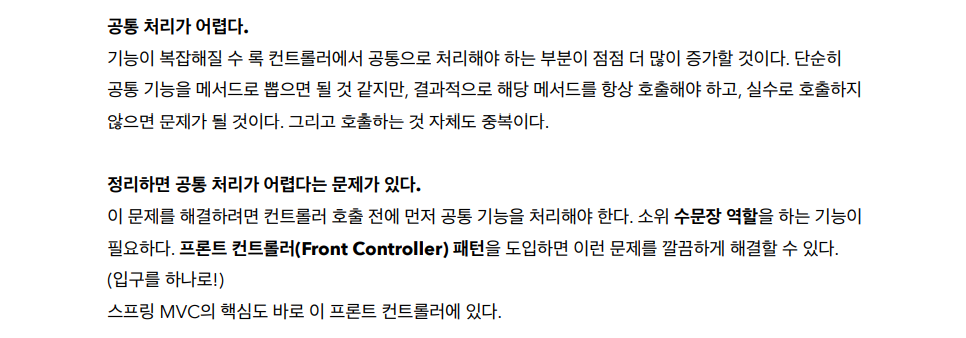 공통 처리가 어렵다.
기능이 복잡해질 수 록 컨트롤러에서 공통으로 처리해야 하는 부분이 점점 더 많이 증가할 것이다. 단순히
공통 기능을 메서드로 뽑으면 될 것 같지만, 결과적으로 해당 메서드를 항상 호출해야 하고, 실수로 호출하지
않으면 문제가 될 것이다. 그리고 호출하는 것 자체도 중복이다.
정리하면 공통 처리가 어렵다는 문제가 있다.
이 문제를 해결하려면 컨트롤러 호출 전에 먼저 공통 기능을 처리해야 한다. 소위 수문장 역할을 하는 기능이
필요하다. 프론트 컨트롤러(Front Controller) 패턴을 도입하면 이런 문제를 깔끔하게 해결할 수 있다.
(입구를 하나로!)
스프링 MVC의 핵심도 바로 이 프론트 컨트롤러에 있다.